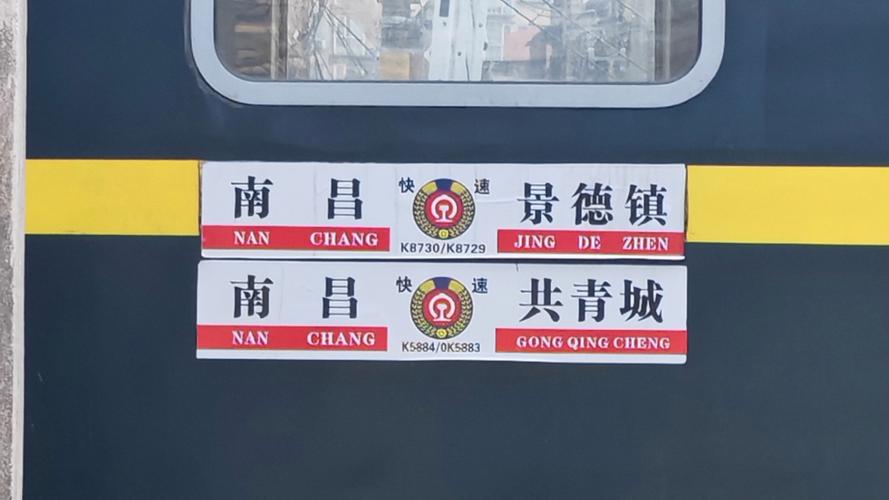 南昌 快速 景德镇
NAN CHANG K8730/K8729 JING DE ZHEN
南昌 快速 共青城
NAN CHANG K5884/0K5883 GONG QING CHENG